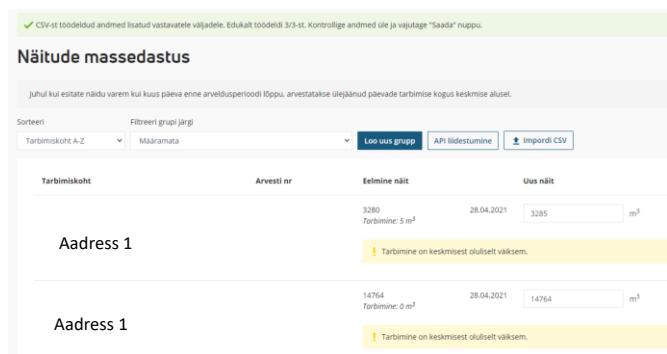 CSV-st töödeldud andmed lisatud vastavatele väljadele. Edukalt töödeldi 3/3-st. Kontrollige andmed üle ja vajutage "Saada" nuppu.
Näitude massedastus
Juhul kui esitate näidu varem kui kuus päeva enne arveldusperioodi lõppu, arvestatakse ülejäänud päevade tarbimise kogus keskmise alusel.
Sorteeri Filtreeri grupi järgi
Tarbimiskoht A-Z Määramata Loo uus grupp API liidestumine Impordi CSV
Tarbimiskoht Arvesti nr Eelmine näit Uus näit
3280 28.04.2021 3285 m³
Tarbimine: 5 m³
Aadress 1
! Tarbimine on keskmisest oluliselt väiksem.
14764 28.04.2021 14764 m³
Tarbimine: 0 m³
Aadress 1
! Tarbimine on keskmisest oluliselt väiksem.